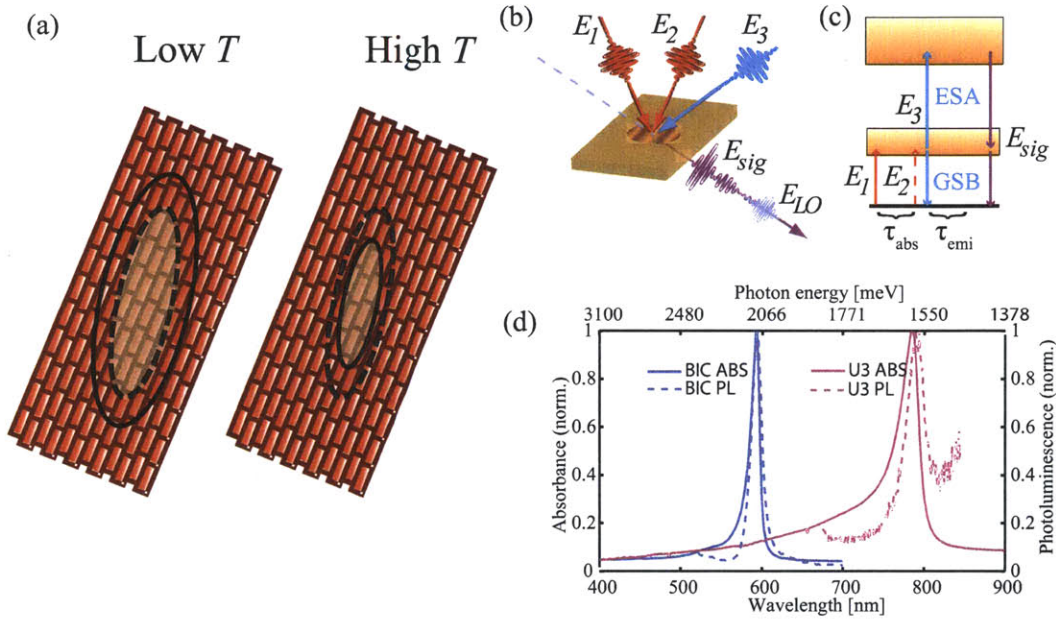 (a)
Low T
High T
(b)
E1
E2
E3
Esig
ELO
(c)
E3
ESA
Esig
E1
E2
GSB
τabs
τemi
(d)
Photon energy [meV]
3100 2480 2066 1771 1550 1378
BIC ABS
BIC PL
U3 ABS
U3 PL
Absorbance (norm.)
1
0.8
0.6
0.4
0.2
0
Photoluminescence (norm.)
1
0.8
0.6
0.4
0.2
0
400 500 600 700 800 900
Wavelength [nm]